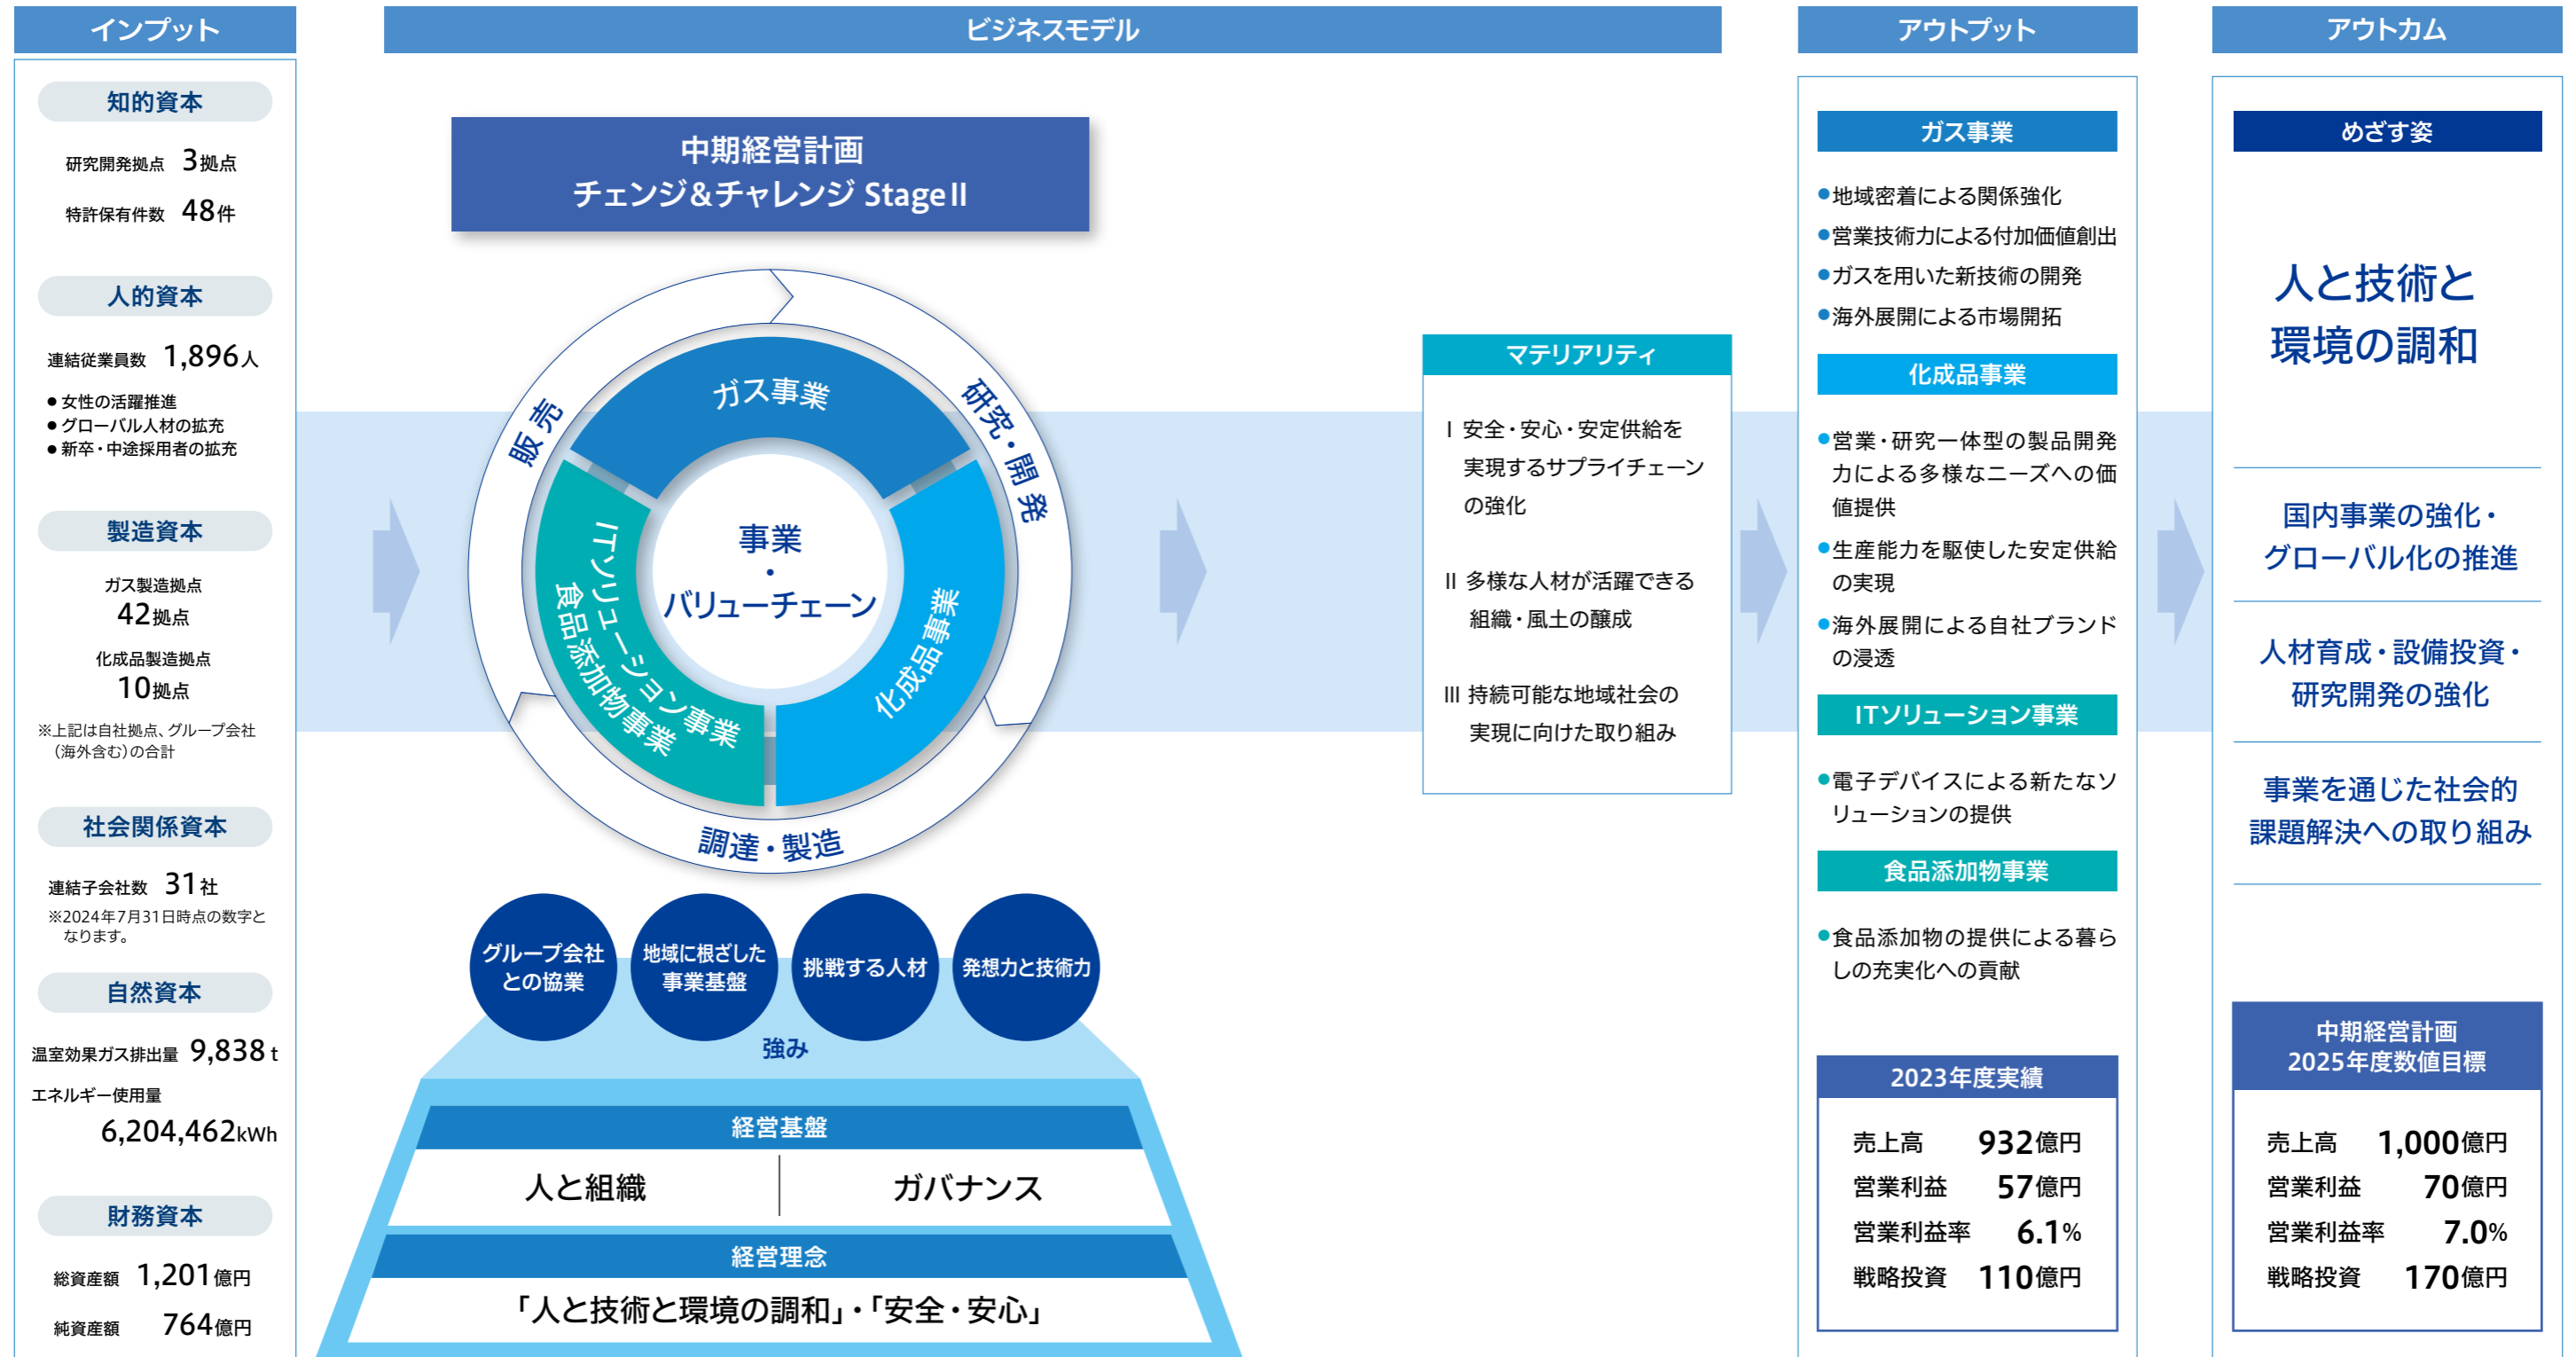 インプット
知的資本
研究開発拠点 3拠点
特許保有件数 48件
人的資本
連結従業員数 1,896人
●女性の活躍推進
●グローバル人材の拡充
●新卒・中途採用者の拡充
製造資本
ガス製造拠点
42拠点
化成品製造拠点
10拠点
※上記は自社拠点、グループ会社
(海外含む)の合計
社会関係資本
連結子会社数 31社
※2024年7月31日時点の数字と
なります。
自然資本
温室効果ガス排出量 9,838 t
エネルギー使用量
6,204,462kWh
財務資本
総資産額 1,201億円
純資産額 764億円
ビジネスモデル
中期経営計画
チェンジ&チャレンジ StageⅡ
販売
研究・開発
調達・製造
ガス事業
化成品事業
ITソリューション事業
食品添加物事業
事業
・
バリューチェーン
グループ会社
との協業
地域に根ざした
事業基盤
挑戦する人材
発想力と技術力
強み
経営基盤
人と組織
ガバナンス
経営理念
「人と技術と環境の調和」・「安全・安心」
マテリアリティ
Ⅰ 安全・安心・安定供給を
実現するサプライチェーン
の強化
Ⅱ 多様な人材が活躍できる
組織・風土の醸成
Ⅲ 持続可能な地域社会の
実現に向けた取り組み
アウトプット
ガス事業
●地域密着による関係強化
●営業技術力による付加価値創出
●ガスを用いた新技術の開発
●海外展開による市場開拓
化成品事業
●営業・研究一体型の製品開発
力による多様なニーズへの価
値提供
●生産能力を駆使した安定供給
の実現
●海外展開による自社ブランド
の浸透
ITソリューション事業
●電子デバイスによる新たなソ
リューションの提供
食品添加物事業
●食品添加物の提供による暮ら
しの充実化への貢献
2023年度実績
売上高 932億円
営業利益 57億円
営業利益率 6.1%
戦略投資 110億円
アウトカム
めざす姿
人と技術と
環境の調和
国内事業の強化・
グローバル化の推進
人材育成・設備投資・
研究開発の強化
事業を通じた社会的
課題解決への取り組み
中期経営計画
2025年度数値目標
売上高 1,000億円
営業利益 70億円
営業利益率 7.0%
戦略投資 170億円